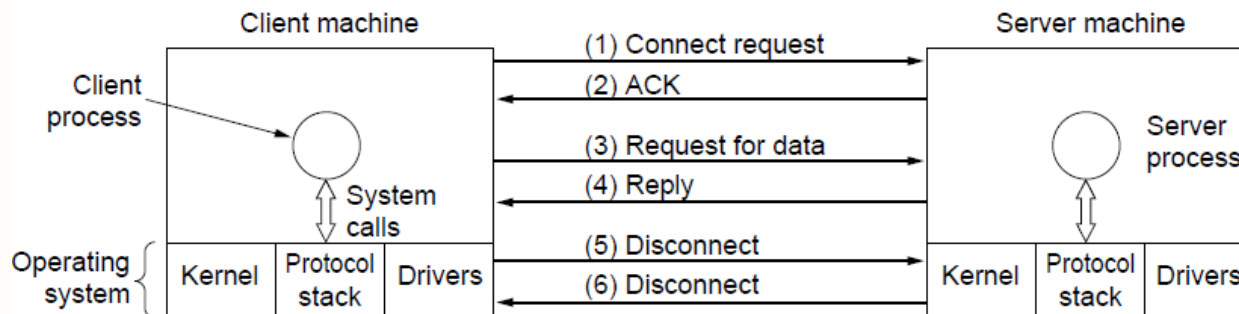 Client machine
Server machine
(1) Connect request
Client
process
(2) ACK
(3) Request for data
Server
process
(4) Reply
System
calls
Operating
system
Kernel
Protocol
stack
Drivers
(5) Disconnect
(6) Disconnect
Kernel
Protocol
stack
Drivers